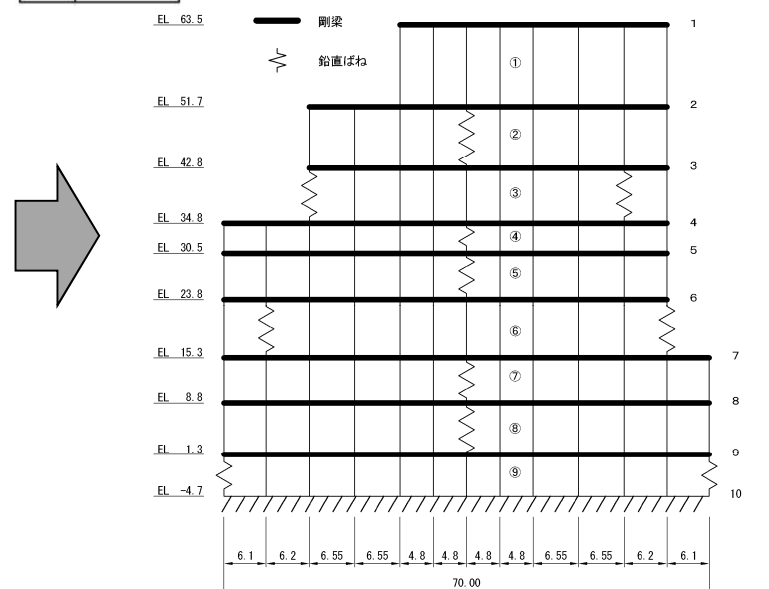 EL 63.5 剛梁 1
鉛直ばね
①
EL 51.7 2
②
EL 42.8 3
③
EL 34.8 4
④
EL 30.5 5
⑤
EL 23.8 6
⑥
EL 15.3 7
⑦
EL 8.8 8
⑧
EL 1.3 9
⑨
EL -4.7 10
6.1 6.2 6.55 6.55 4.8 4.8 4.8 4.8 6.55 6.55 6.2 6.1
70.00